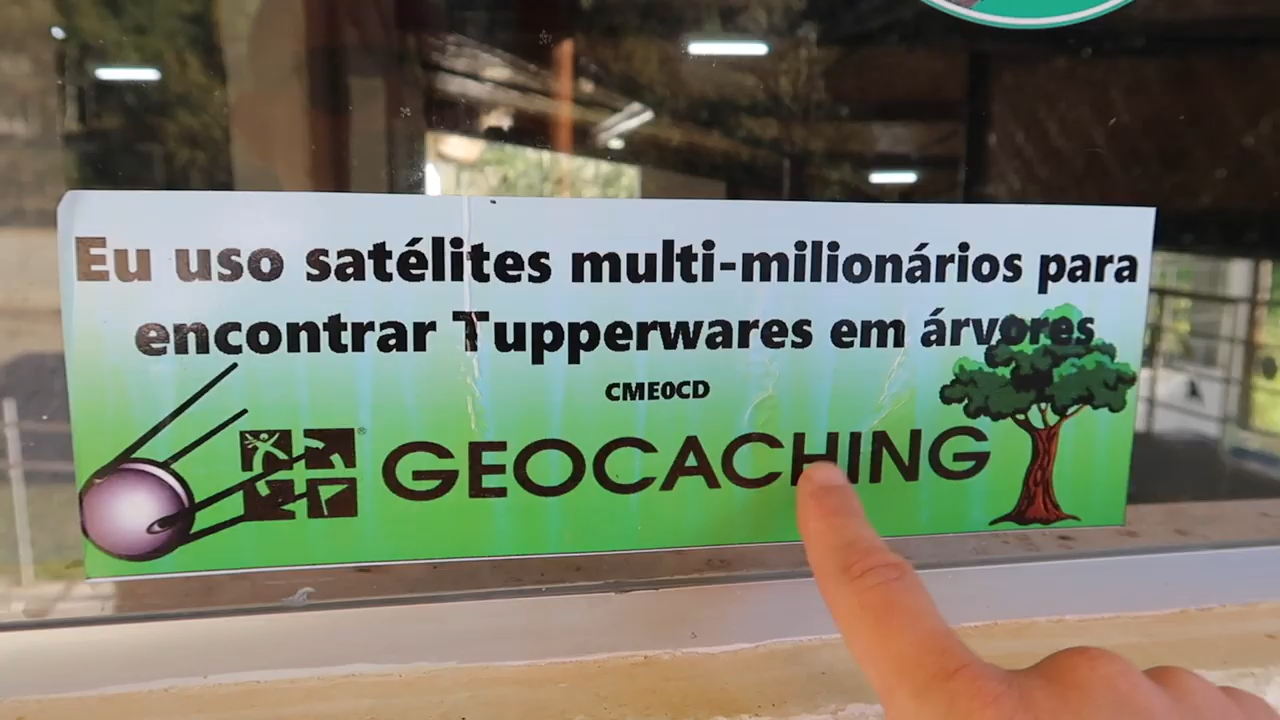 Eu uso satélites multi-milionários para
encontrar Tupperwares em árvores
CME0CD
GEOCACHING